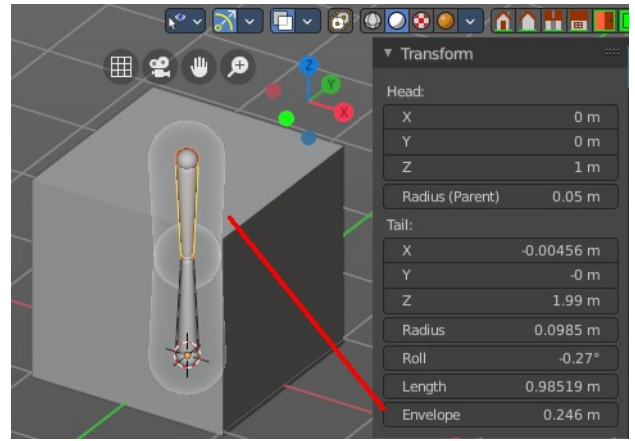 Z
Y
X
Transform
Head:
X 0 m
Y 0 m
Z 1 m
Radius (Parent) 0.05 m
Tail:
X -0.00456 m
Y -0 m
Z 1.99 m
Radius 0.0985 m
Roll -0.27°
Length 0.98519 m
Envelope 0.246 m